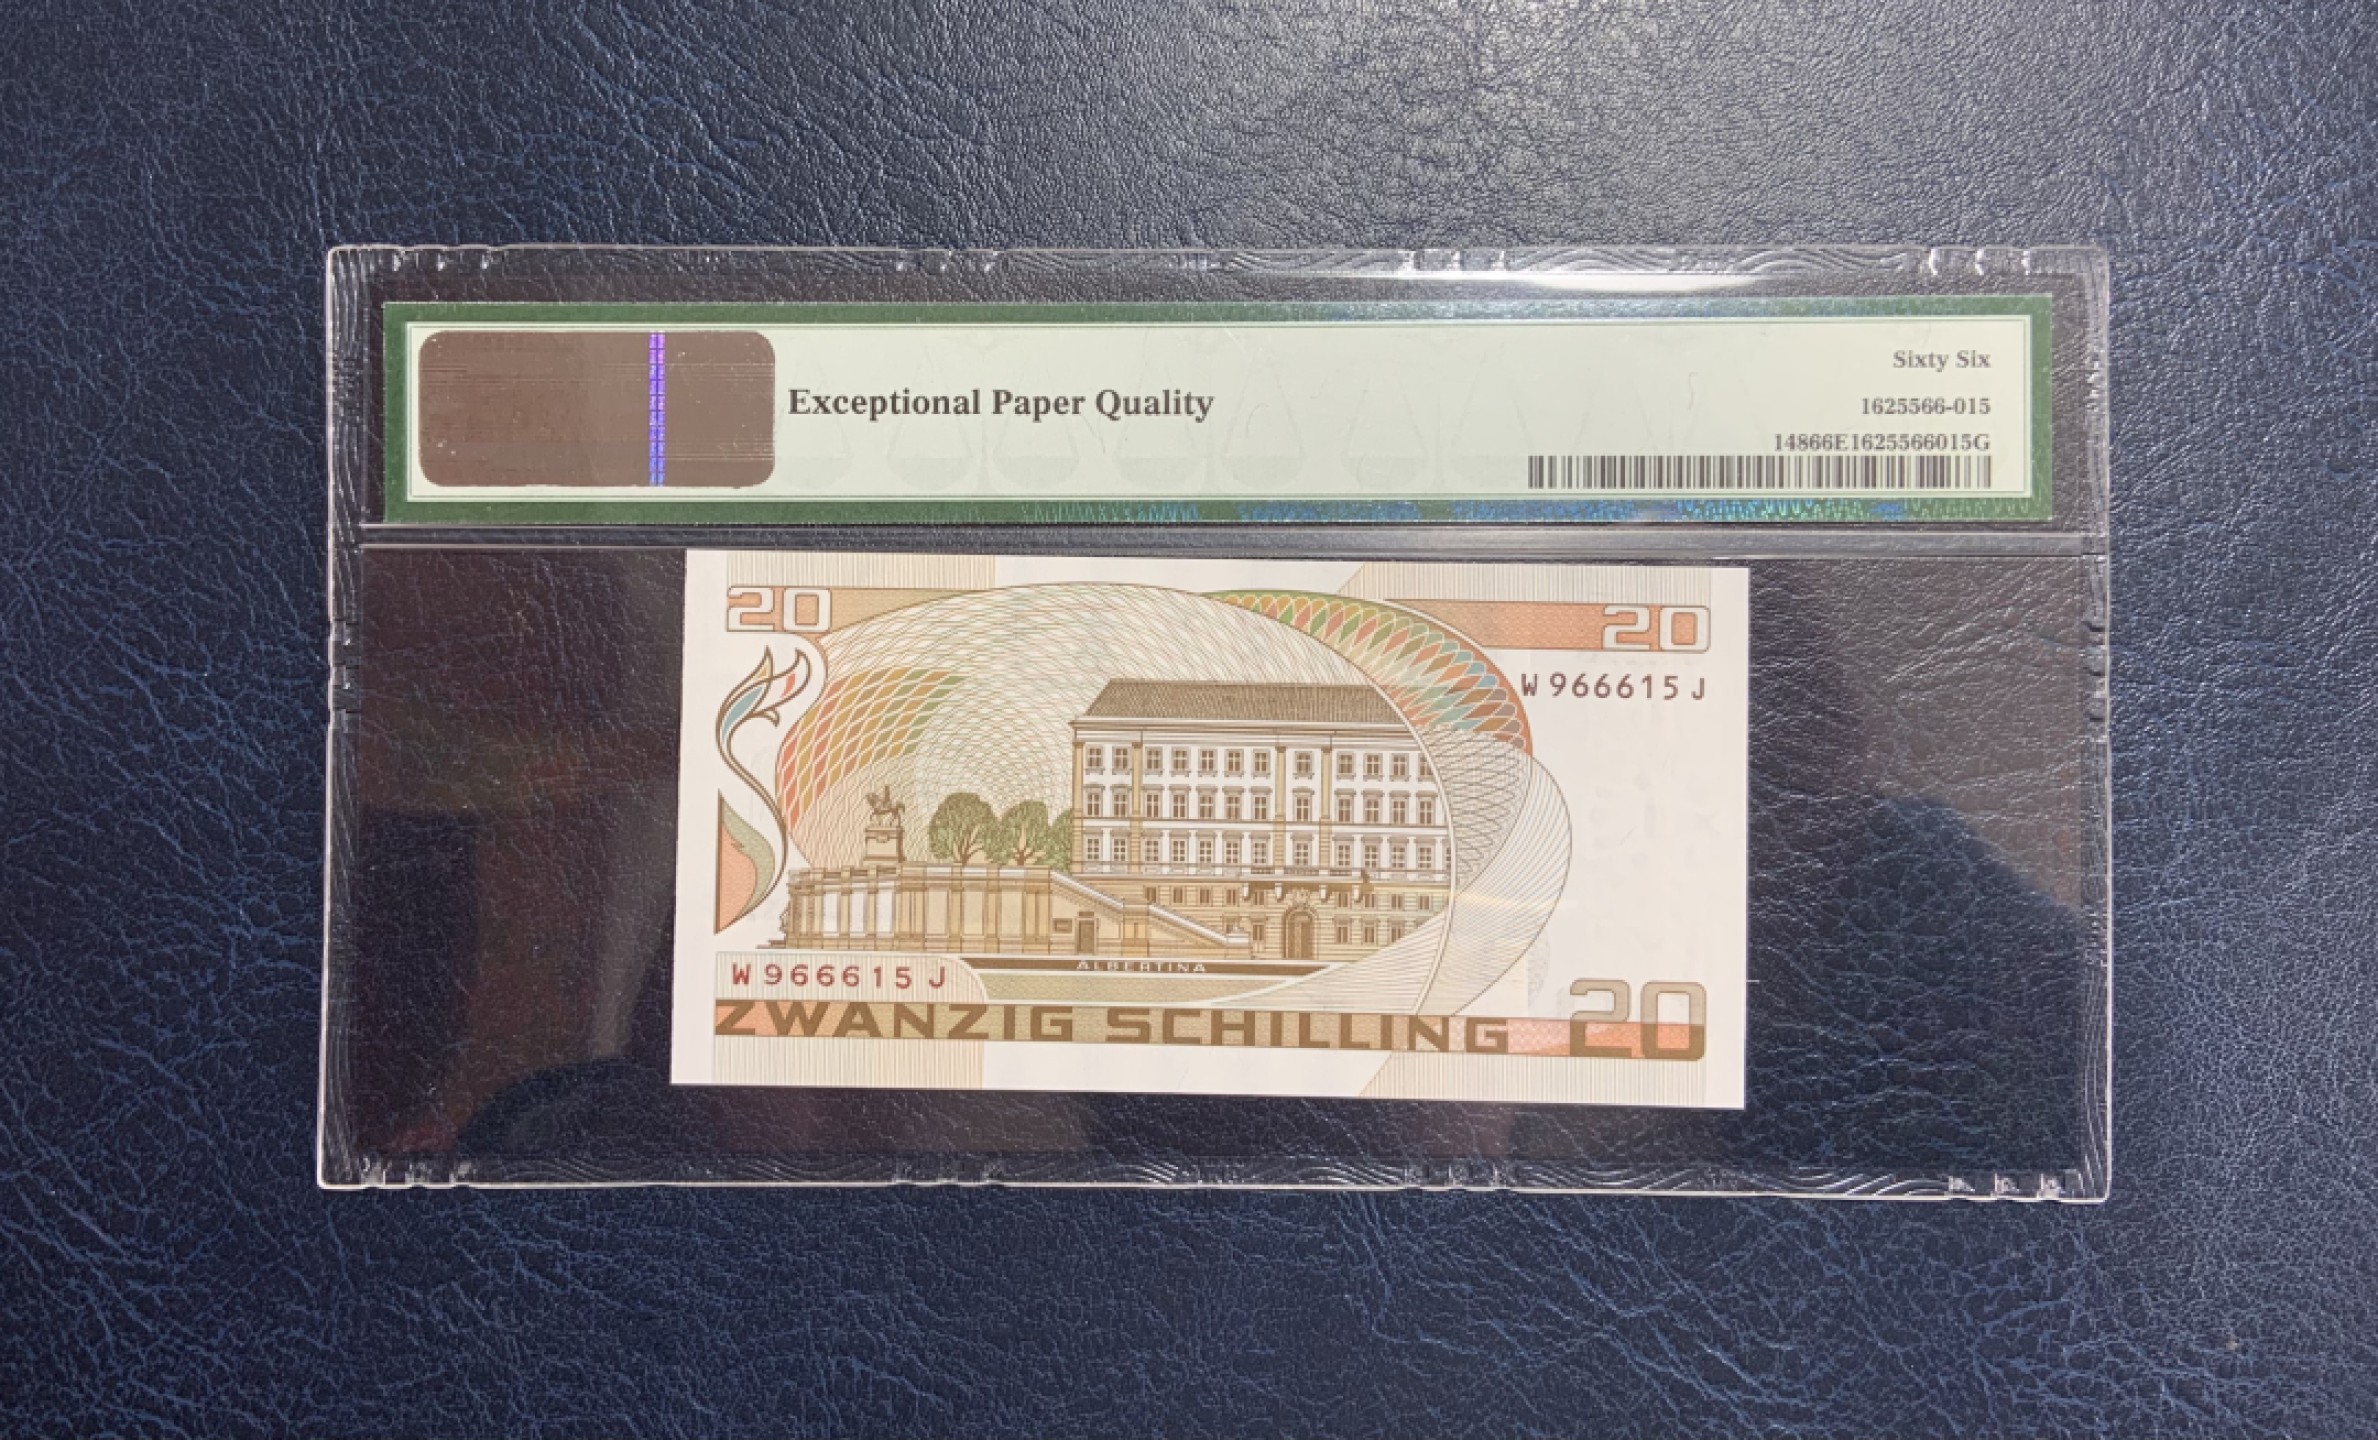 Exceptional Paper Quality
Sixty Six
1625566-015
14866E1625566015G
20
20
W 966615 J
ALBERTINA
W 966615 J
ZWANZIG SCHILLING 20